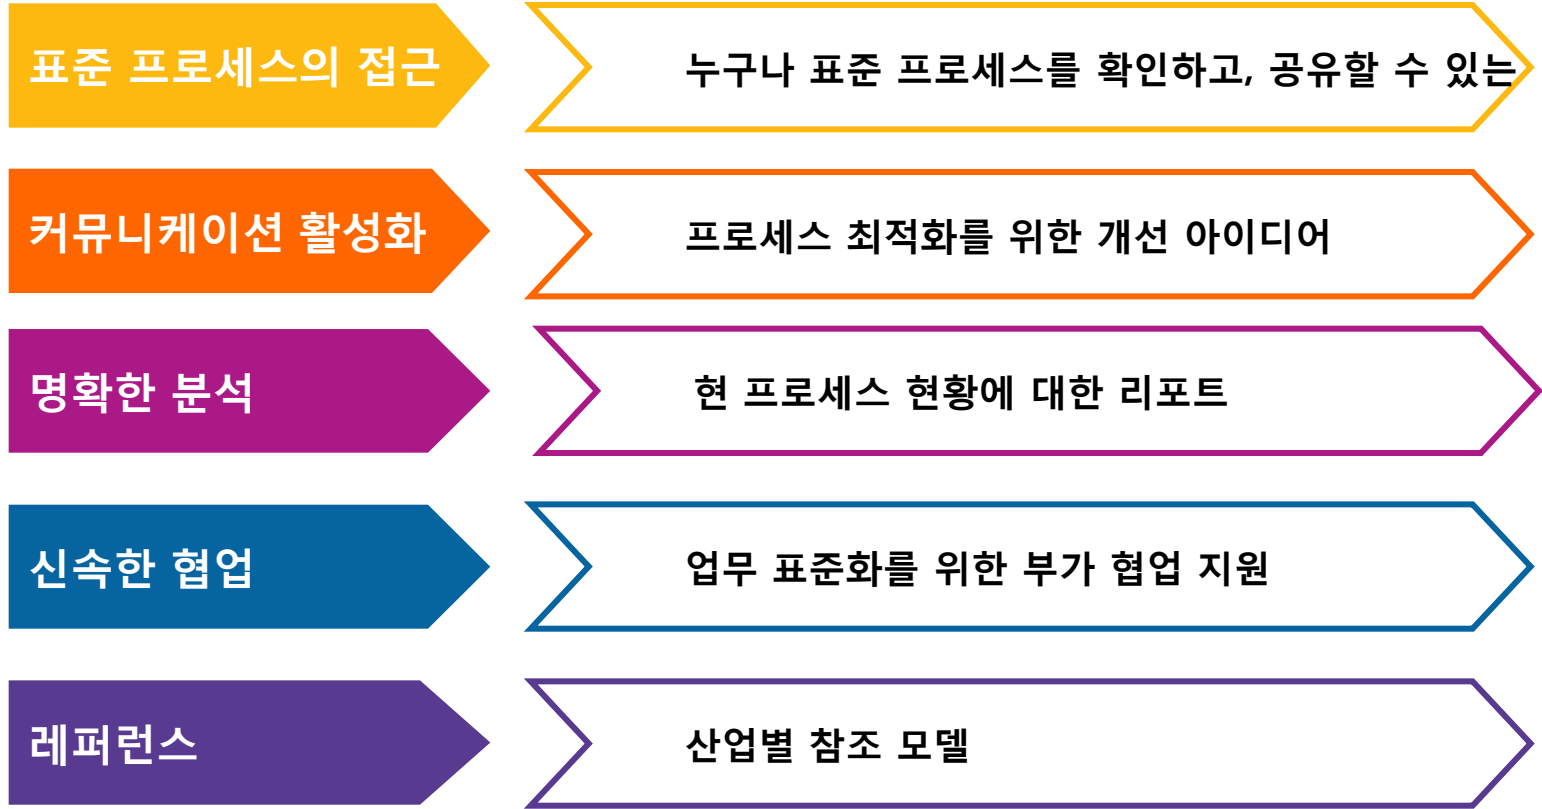 표준 프로세스의 접근
누구나 표준 프로세스를 확인하고, 공유할 수 있는
커뮤니케이션 활성화
프로세스 최적화를 위한 개선 아이디어
명확한 분석
현 프로세스 현황에 대한 리포트
신속한 협업
업무 표준화를 위한 부가 협업 지원
레퍼런스
산업별 참조 모델